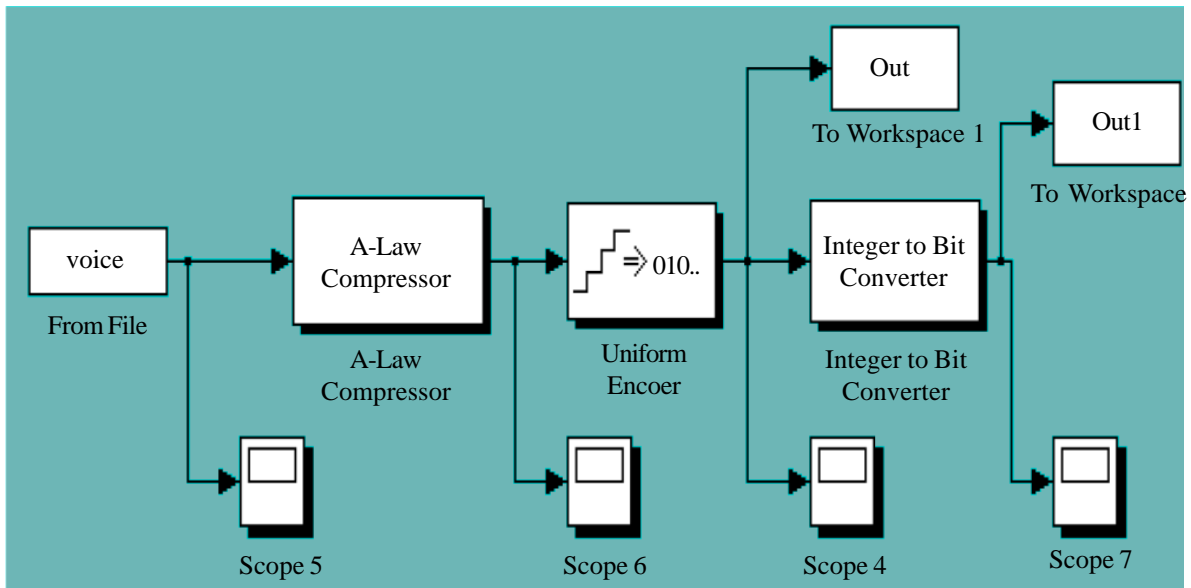 Out
To Workspace 1
Out1
To Workspace
voice
From File
A-Law
Compressor
A-Law
Compressor
010..
Uniform
Encoer
Integer to Bit
Converter
Integer to Bit
Converter
Scope 5
Scope 6
Scope 4
Scope 7